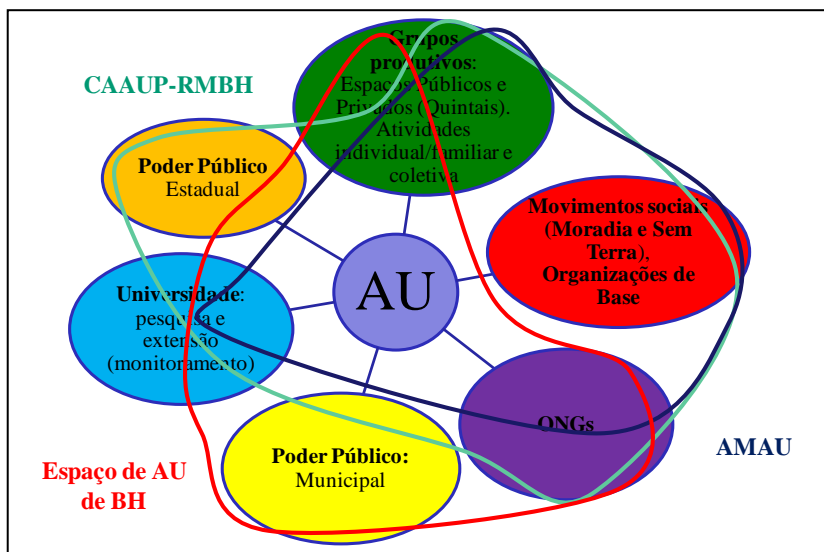 Grupos
produtivos:
Espaços Públicos e
Privados (Quintais).
Atividades
individual/familiar e
coletiva
CAAUP-RMBH
Poder Público
Estadual
Movimentos sociais
(Moradia e Sem
Terra),
Organizações de
Base
AU
Universidade:
pesquisa e
extensão
(monitoramento)
ONGs
Poder Público:
Municipal
AMAU
Espaço de AU
de BH